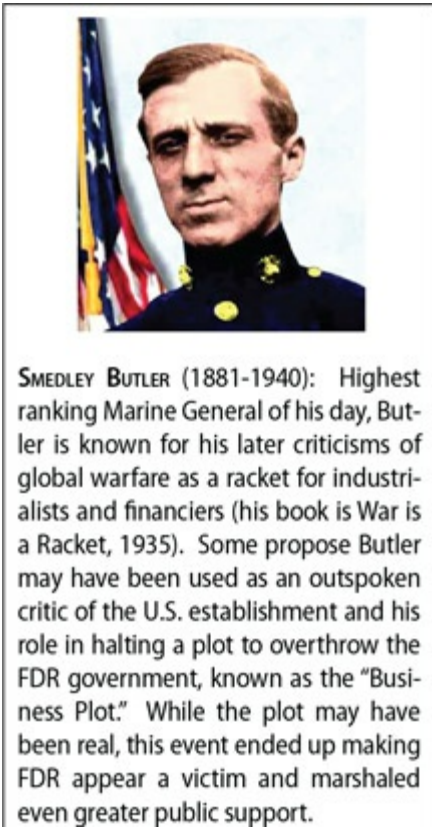 SMEDLEY BUTLER (1881-1940): Highest
ranking Marine General of his day, But-
ler is known for his later criticisms of
global warfare as a racket for industri-
alists and financiers (his book is War is
a Racket, 1935). Some propose Butler
may have been used as an outspoken
critic of the U.S. establishment and his
role in halting a plot to overthrow the
FDR government, known as the “Busi-
ness Plot.” While the plot may have
been real, this event ended up making
FDR appear a victim and marshaled
even greater public support.